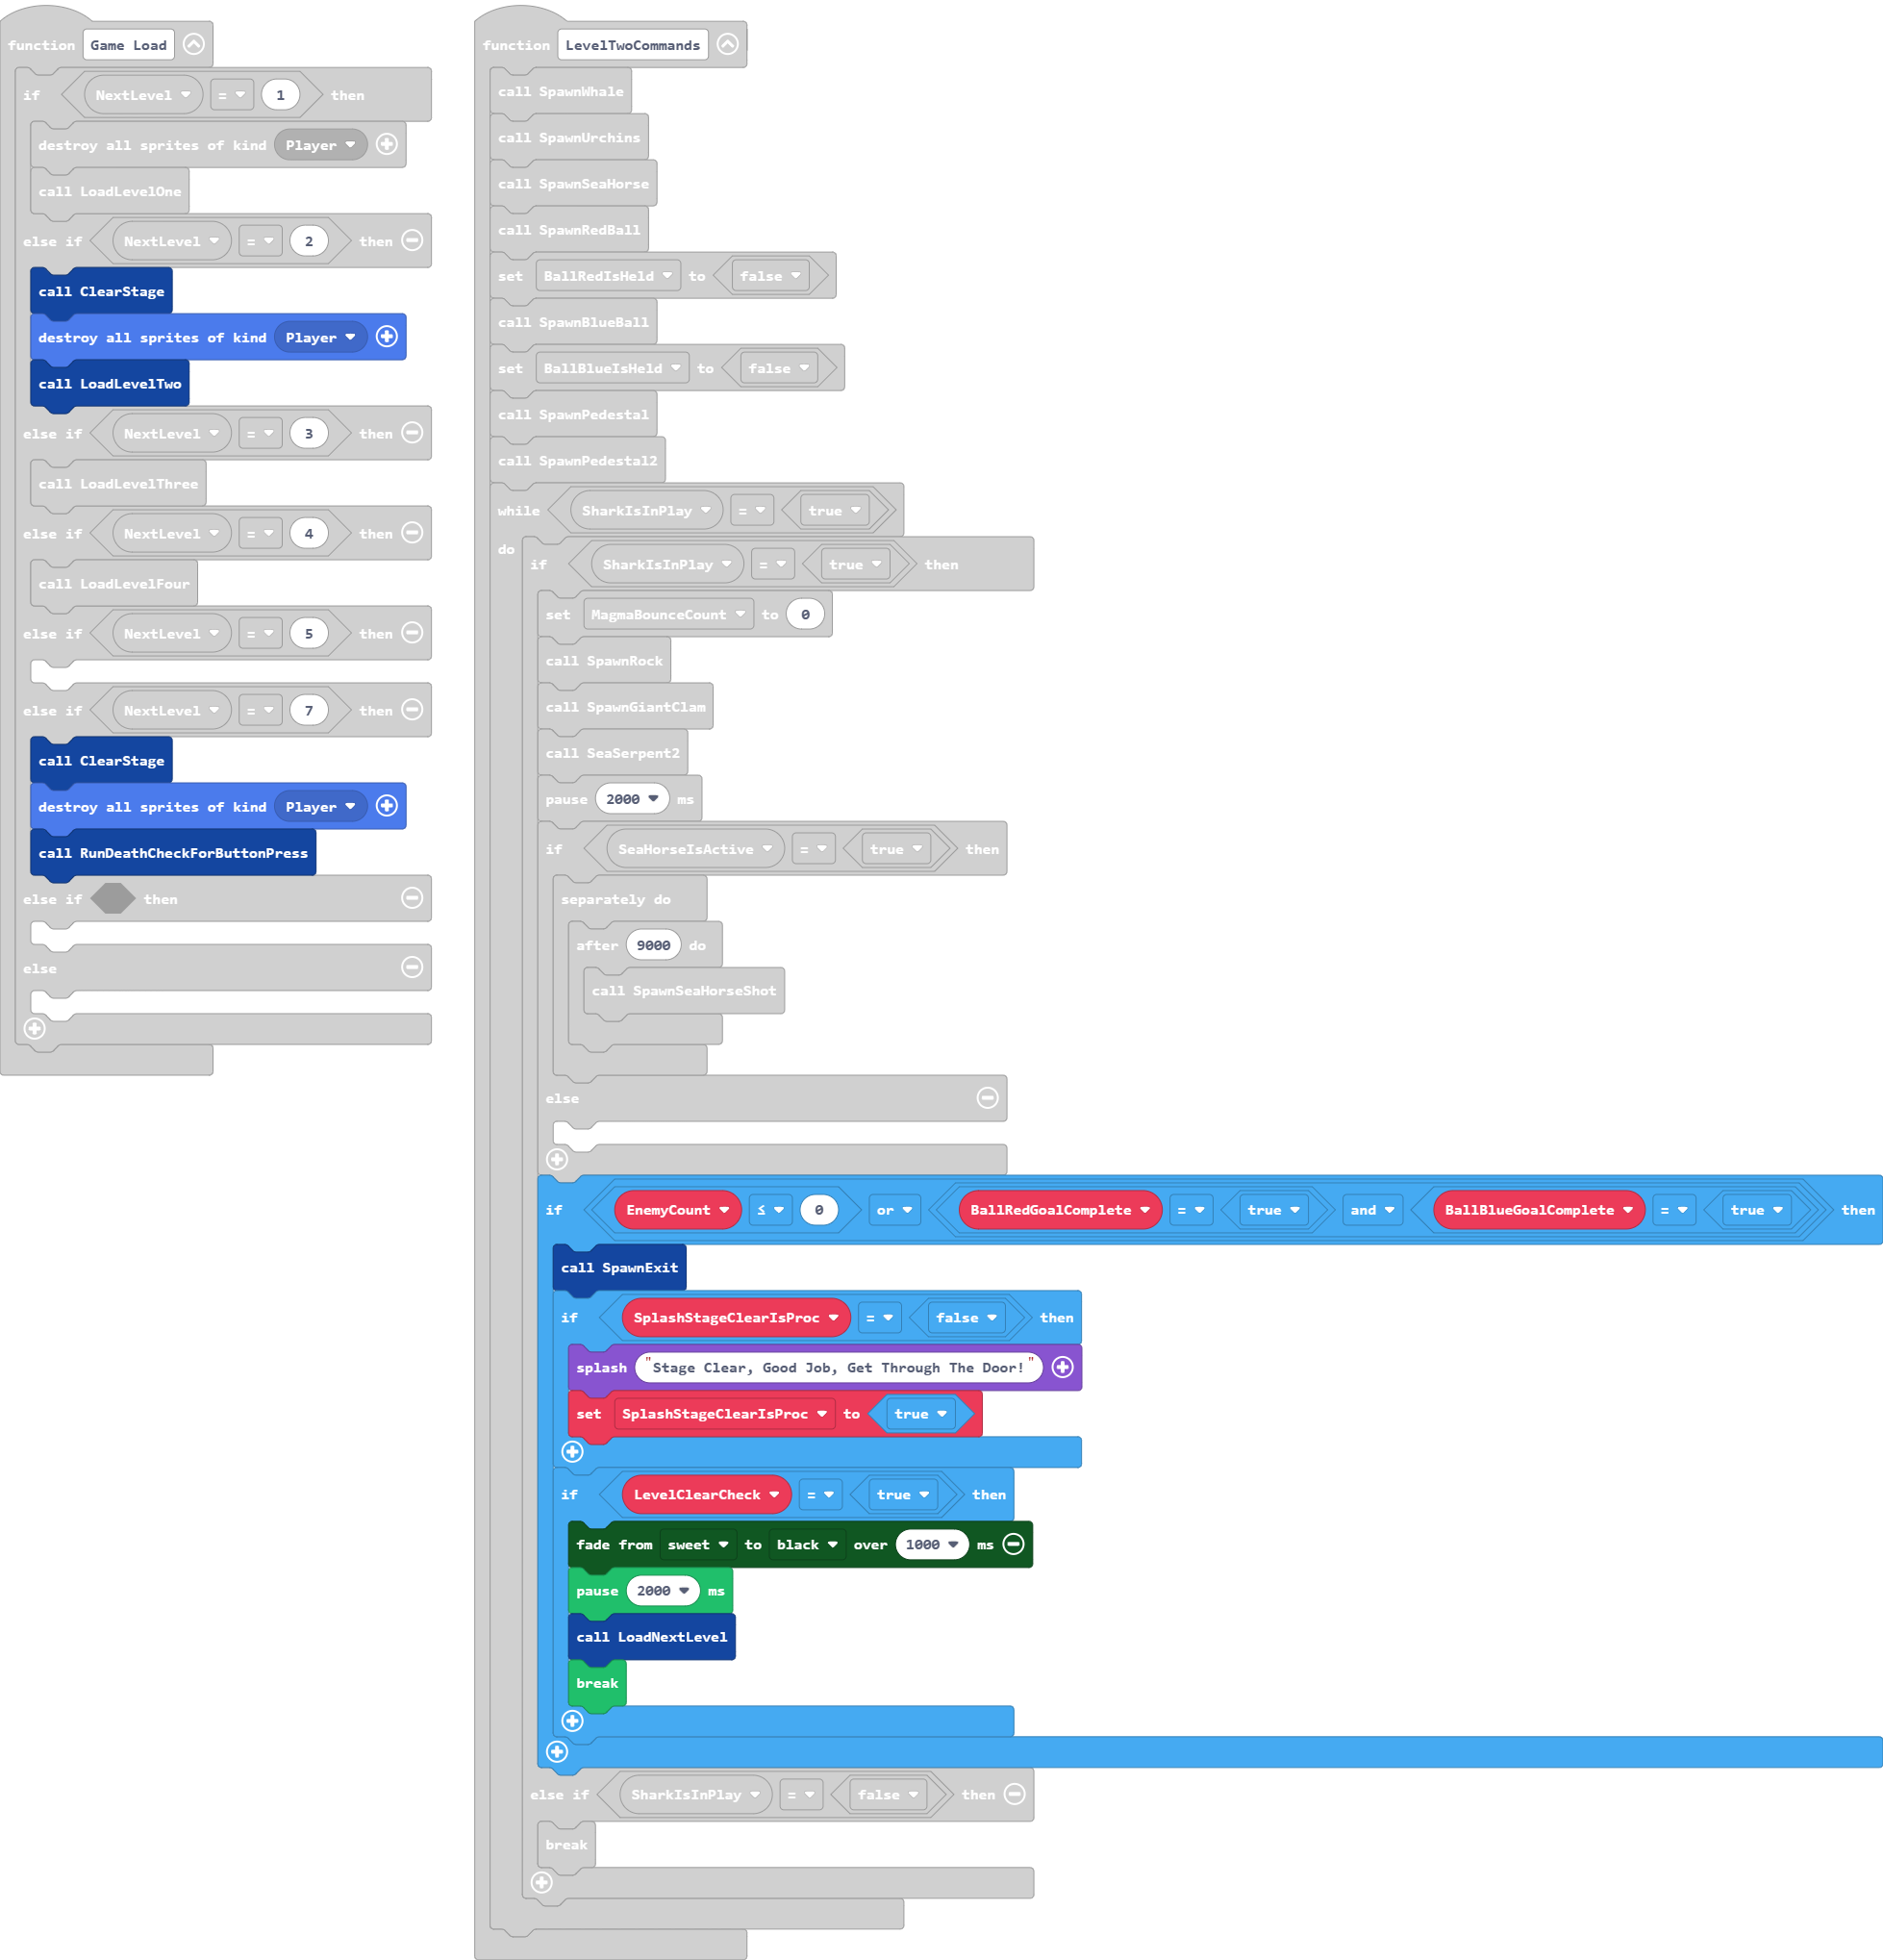 function Game Load
if NextLevel = 1 then
destroy all sprites of kind Player
call LoadLevelOne
else if NextLevel = 2 then
call ClearStage
destroy all sprites of kind Player
call LoadLevelTwo
else if NextLevel = 3 then
call LoadLevelThree
else if NextLevel = 4 then
call LoadLevelFour
else if NextLevel = 5 then
else if NextLevel = 7 then
call ClearStage
destroy all sprites of kind Player
call RunDeathCheckForButtonPress
else if then
else
function LevelTwoCommands
call SpawnWhale
call SpawnUrchins
call SpawnSeaHorse
call SpawnRedBall
set BallRedIsHeld to false
call SpawnBlueBall
set BallBlueIsHeld to false
call SpawnPedestal
call SpawnPedestal2
while SharkIsInPlay = true
do
if SharkIsInPlay = true then
set MagmaBounceCount to 0
call SpawnRock
call SpawnGiantClam
call SeaSerpent2
pause 2000 ms
if SeaHorseIsActive = true then
separately do
after 9000 do
call SpawnSeaHorseShot
else
if EnemyCount ≤ 0 or BallRedGoalComplete = true and BallBlueGoalComplete = true then
call SpawnExit
if SplashStageClearIsProc = false then
splash "Stage Clear, Good Job, Get Through The Door!"
set SplashStageClearIsProc to true
if LevelClearCheck = true then
fade from sweet to black over 1000 ms
pause 2000 ms
call LoadNextLevel
break
else if SharkIsInPlay = false then
break